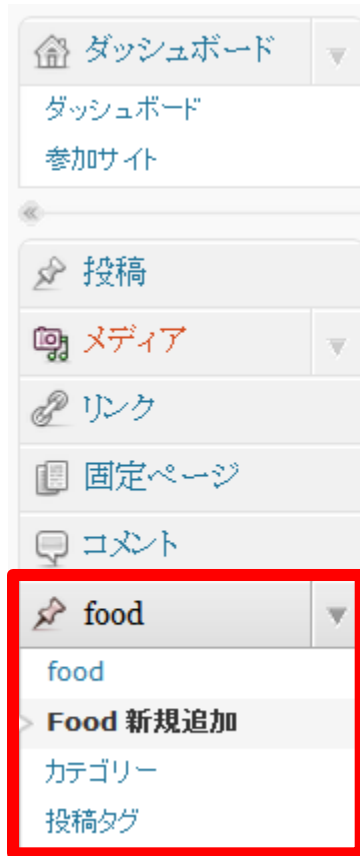 ダッシュボード
ダッシュボード
参加サイト
投稿
メディア
リンク
固定ページ
コメント
food
food
Food 新規追加
カテゴリー
投稿タグ